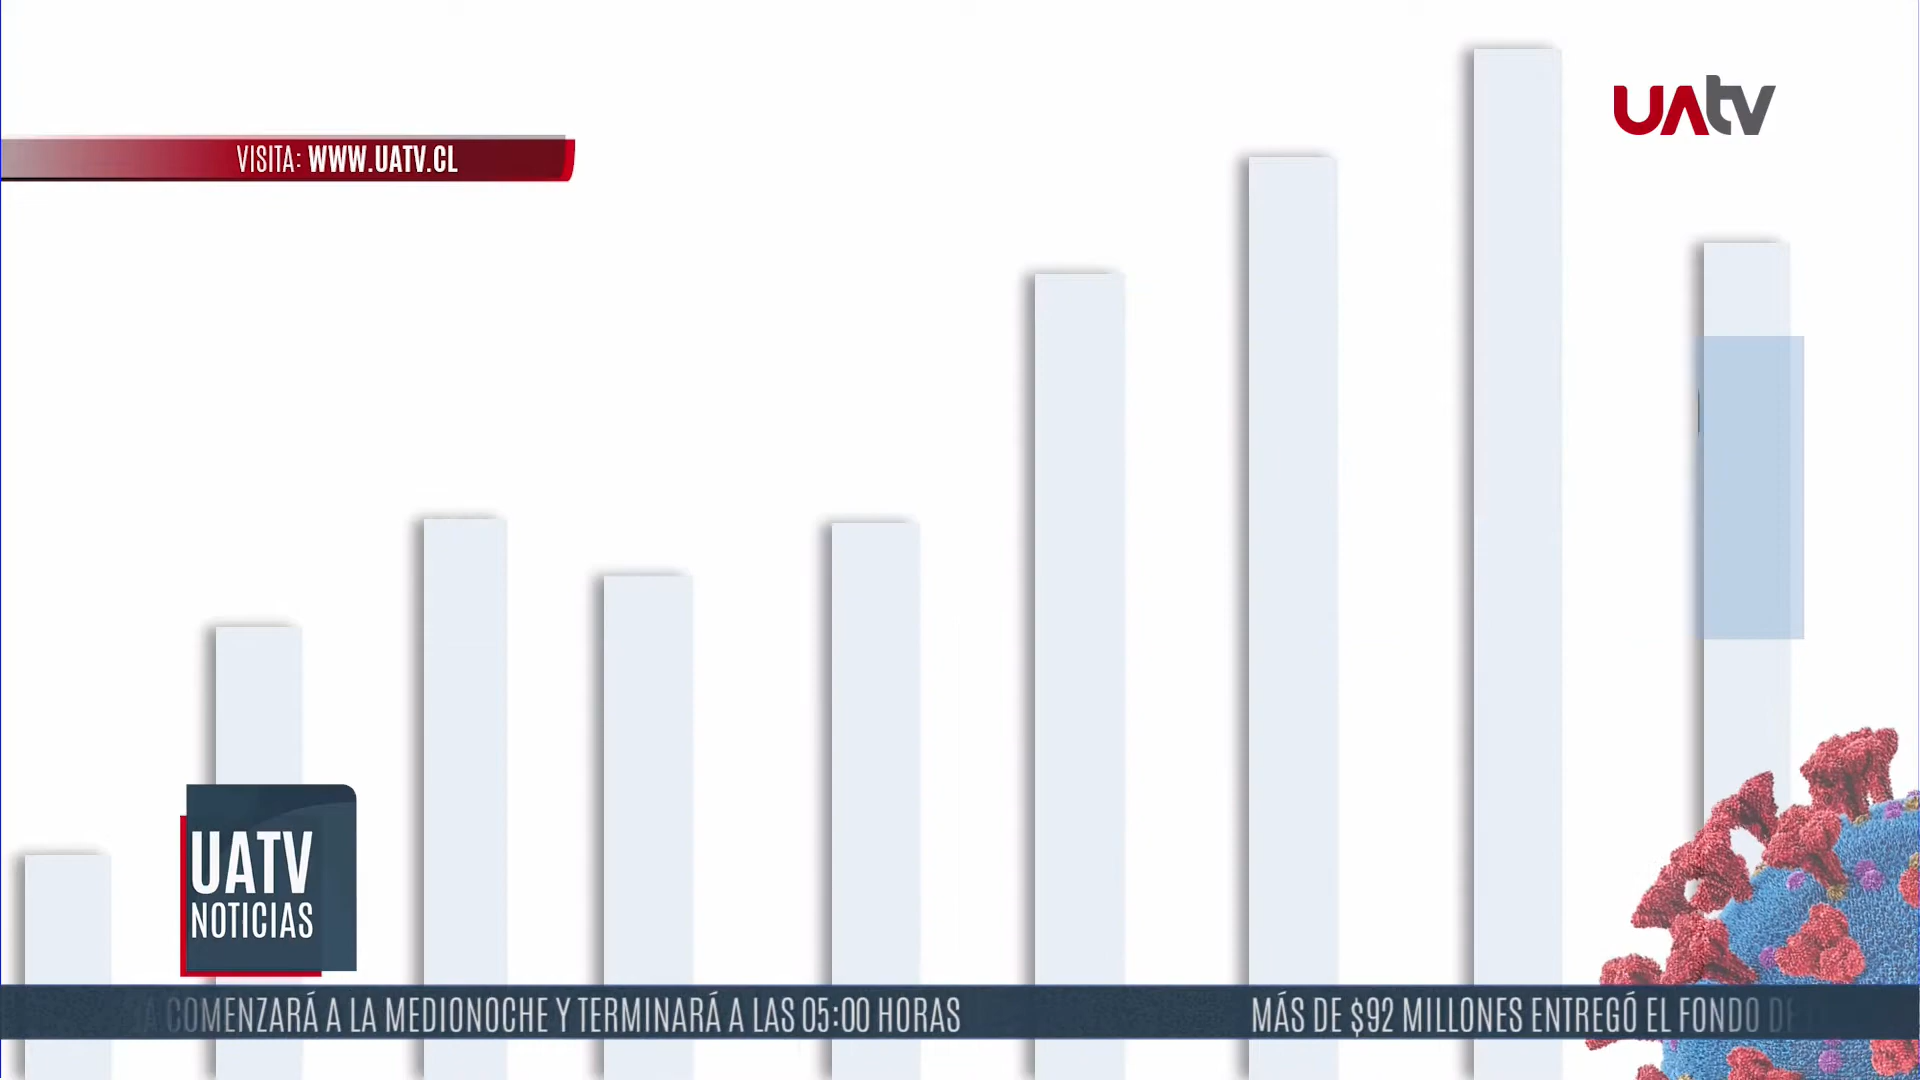 UATV
VISITA: WWW.UATV.CL
UATV
NOTICIAS
COMENZARÁ A LA MEDIONOCHE Y TERMINARÁ A LAS 05:00 HORAS
MÁS DE $92 MILLONES ENTREGÓ EL FONDO DE